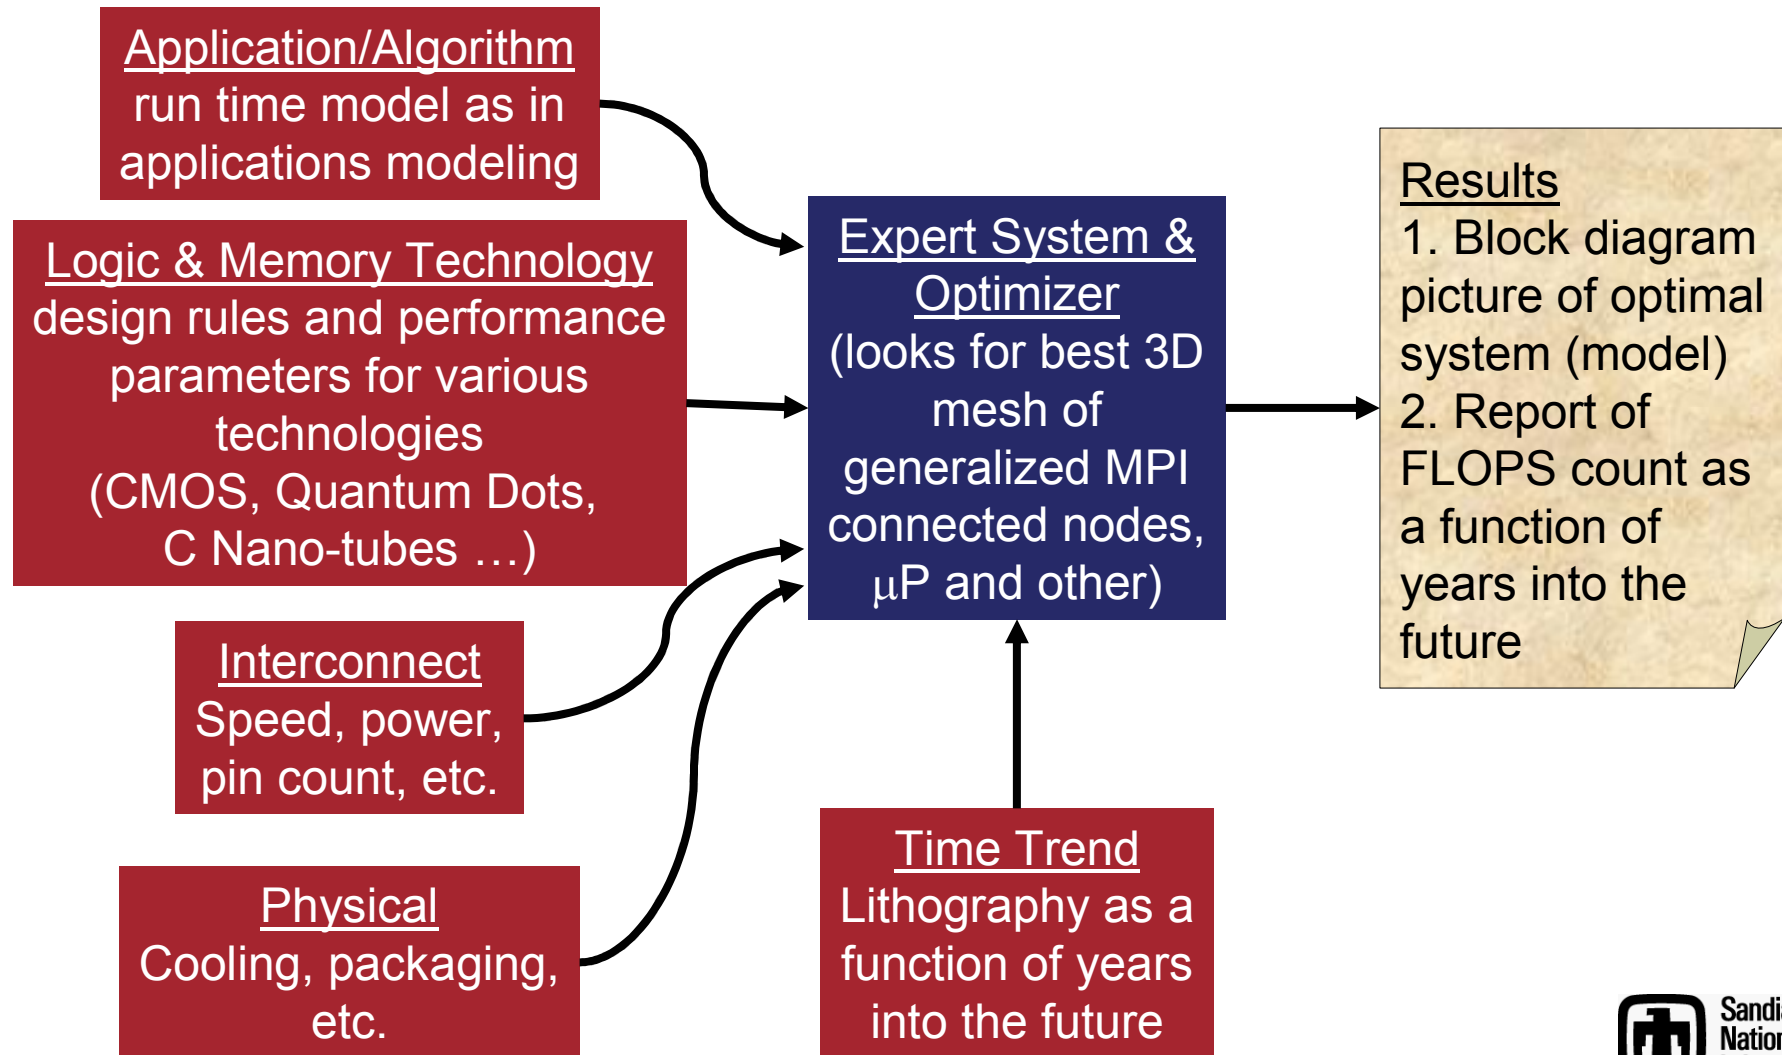 Application/Algorithm
run time model as in
applications modeling
Logic & Memory Technology
design rules and performance
parameters for various
technologies
(CMOS, Quantum Dots,
C Nano-tubes …)
Interconnect
Speed, power,
pin count, etc.
Physical
Cooling, packaging,
etc.
Expert System &
Optimizer
(looks for best 3D
mesh of
generalized MPI
connected nodes,
μP and other)
Time Trend
Lithography as a
function of years
into the future
Results
1. Block diagram
picture of optimal
system (model)
2. Report of
FLOPS count as
a function of
years into the
future